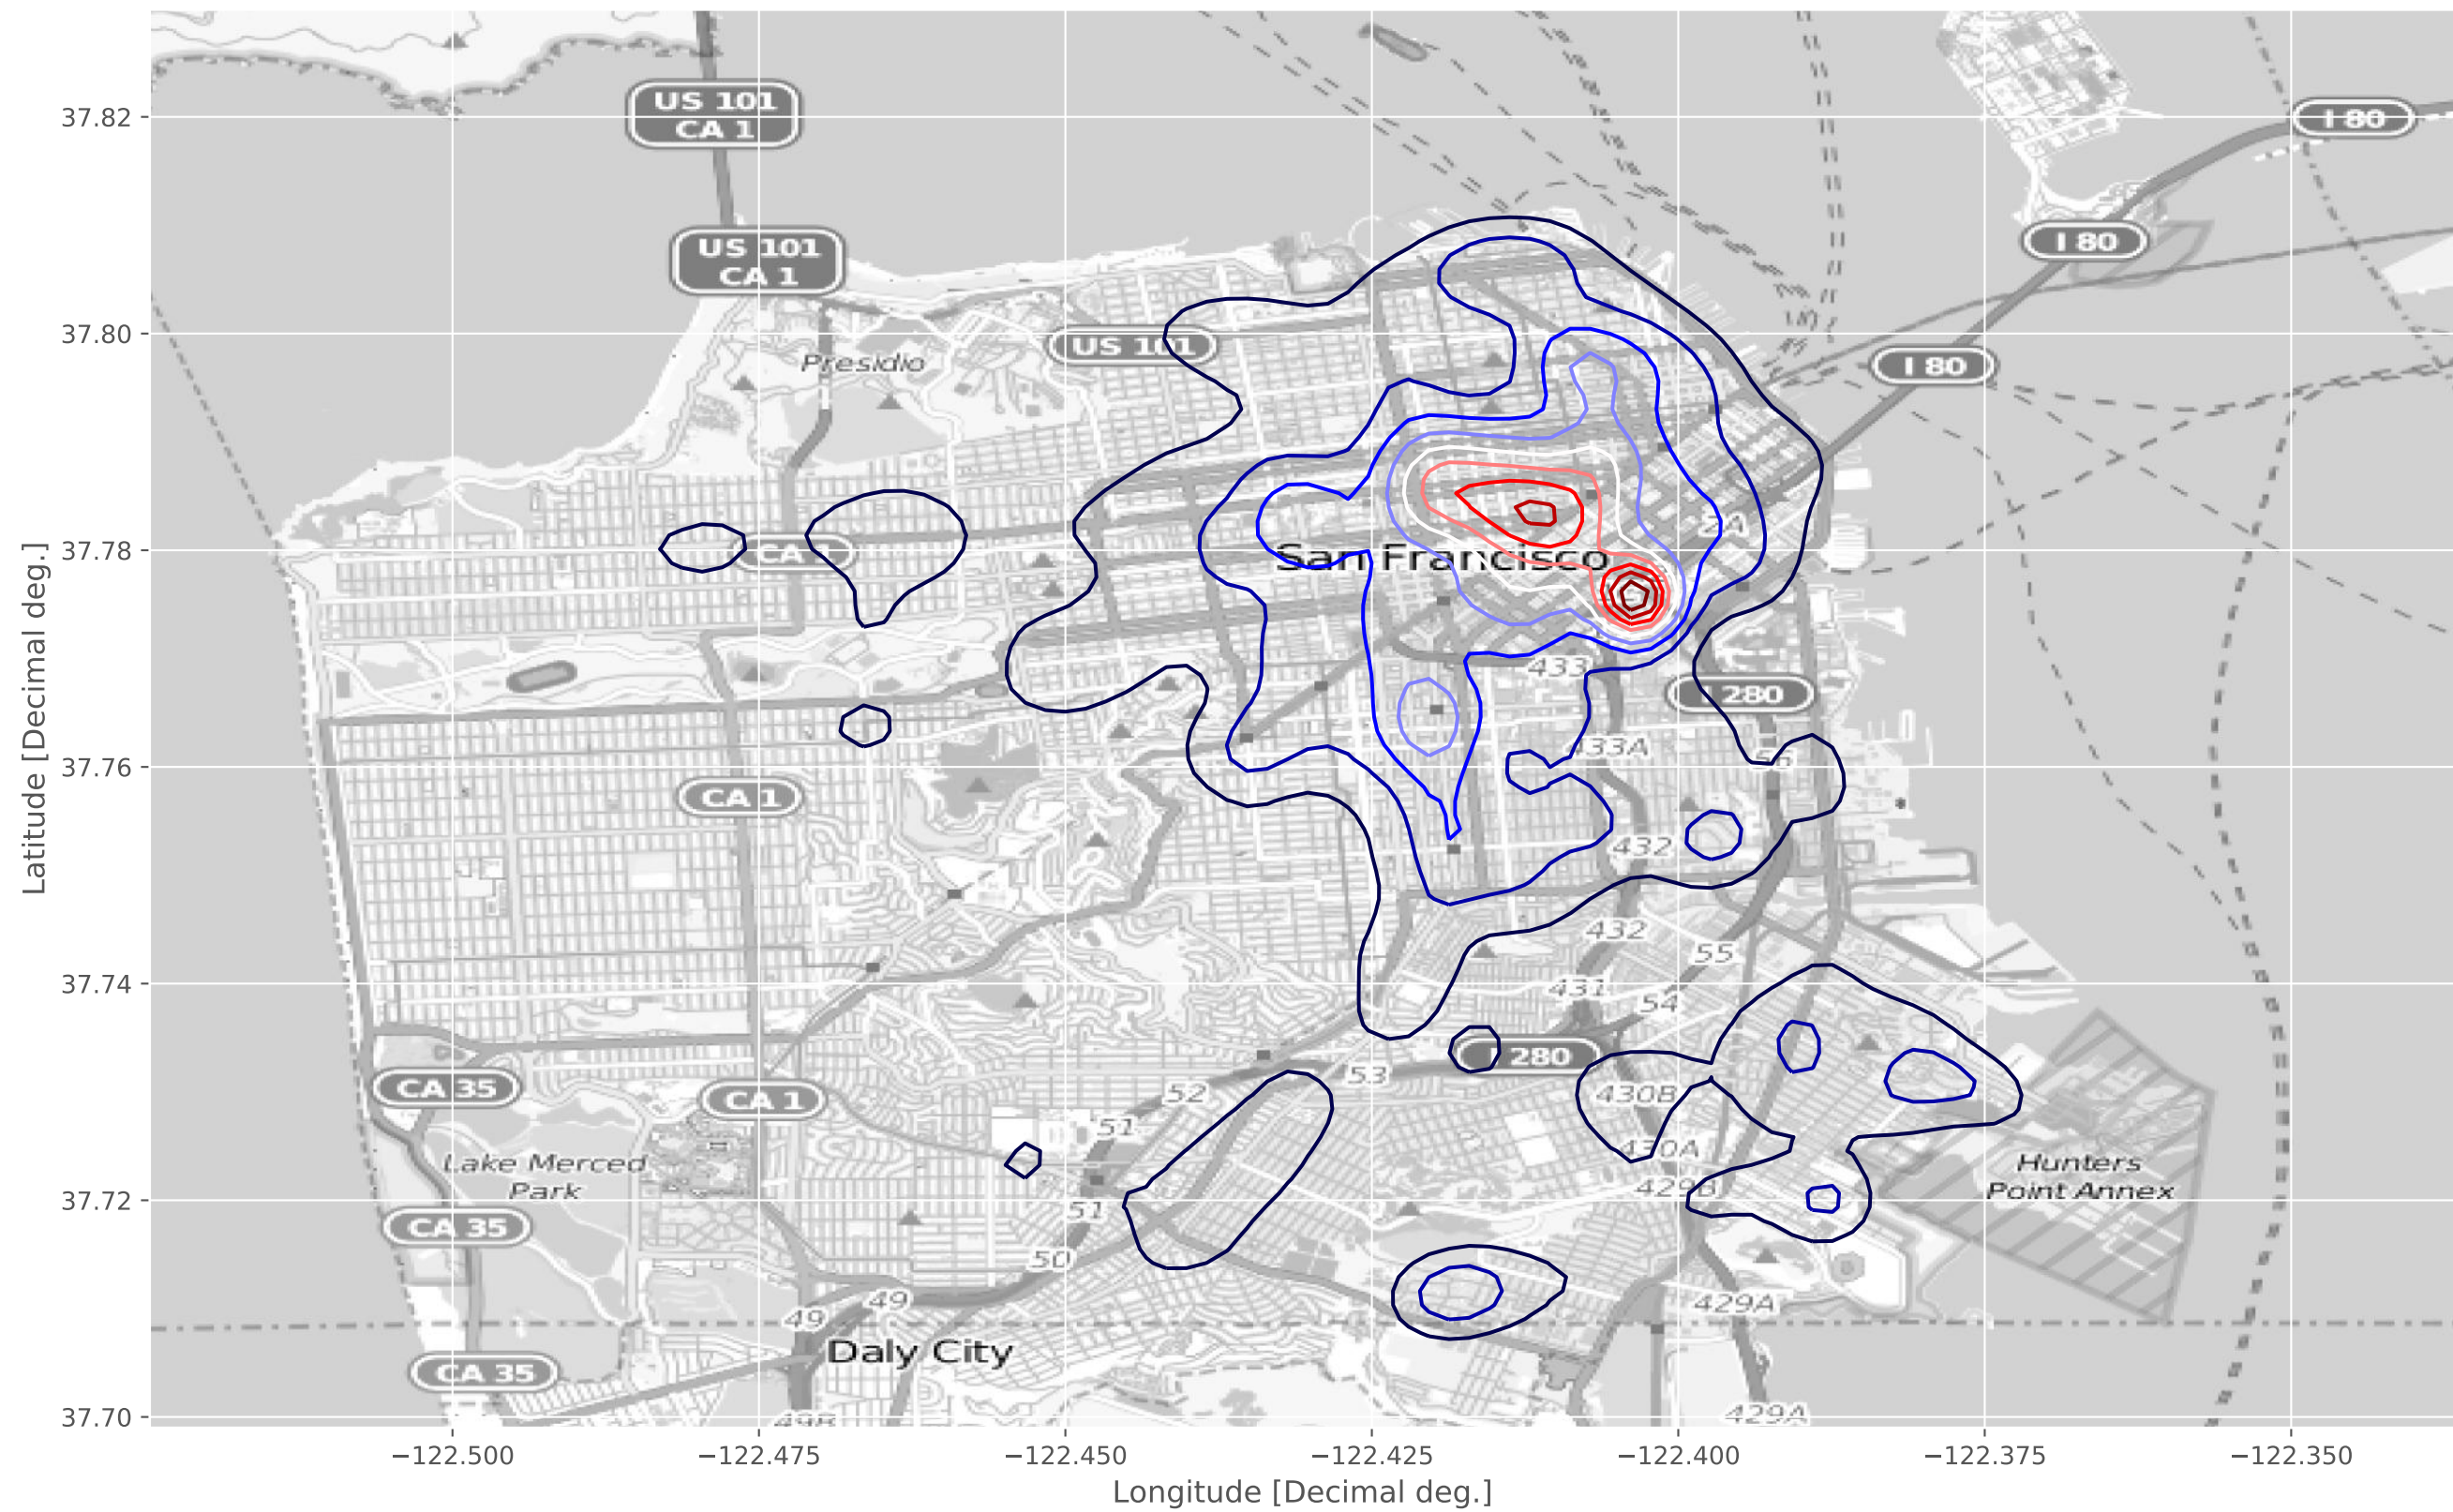 37.82
37.80
37.78
37.76
37.74
37.72
37.70
Latitude [Decimal deg.]
US 101
CA 1
I 80
US 101
CA 1
I 80
US 101
Presidio
I 80
2A
CA 1
San Francisco
433
I 280
433A
56
CA 1
432
432
55
431
54
I 280
53
CA 35
CA 1
52
430B
51
430A
Lake Merced
Park
Hunters
Point Annex
429B
51
CA 35
50
49
49
429A
Daly City
CA 35
49B
429A
−122.500
−122.475
−122.450
−122.425
−122.400
−122.375
−122.350
Longitude [Decimal deg.]